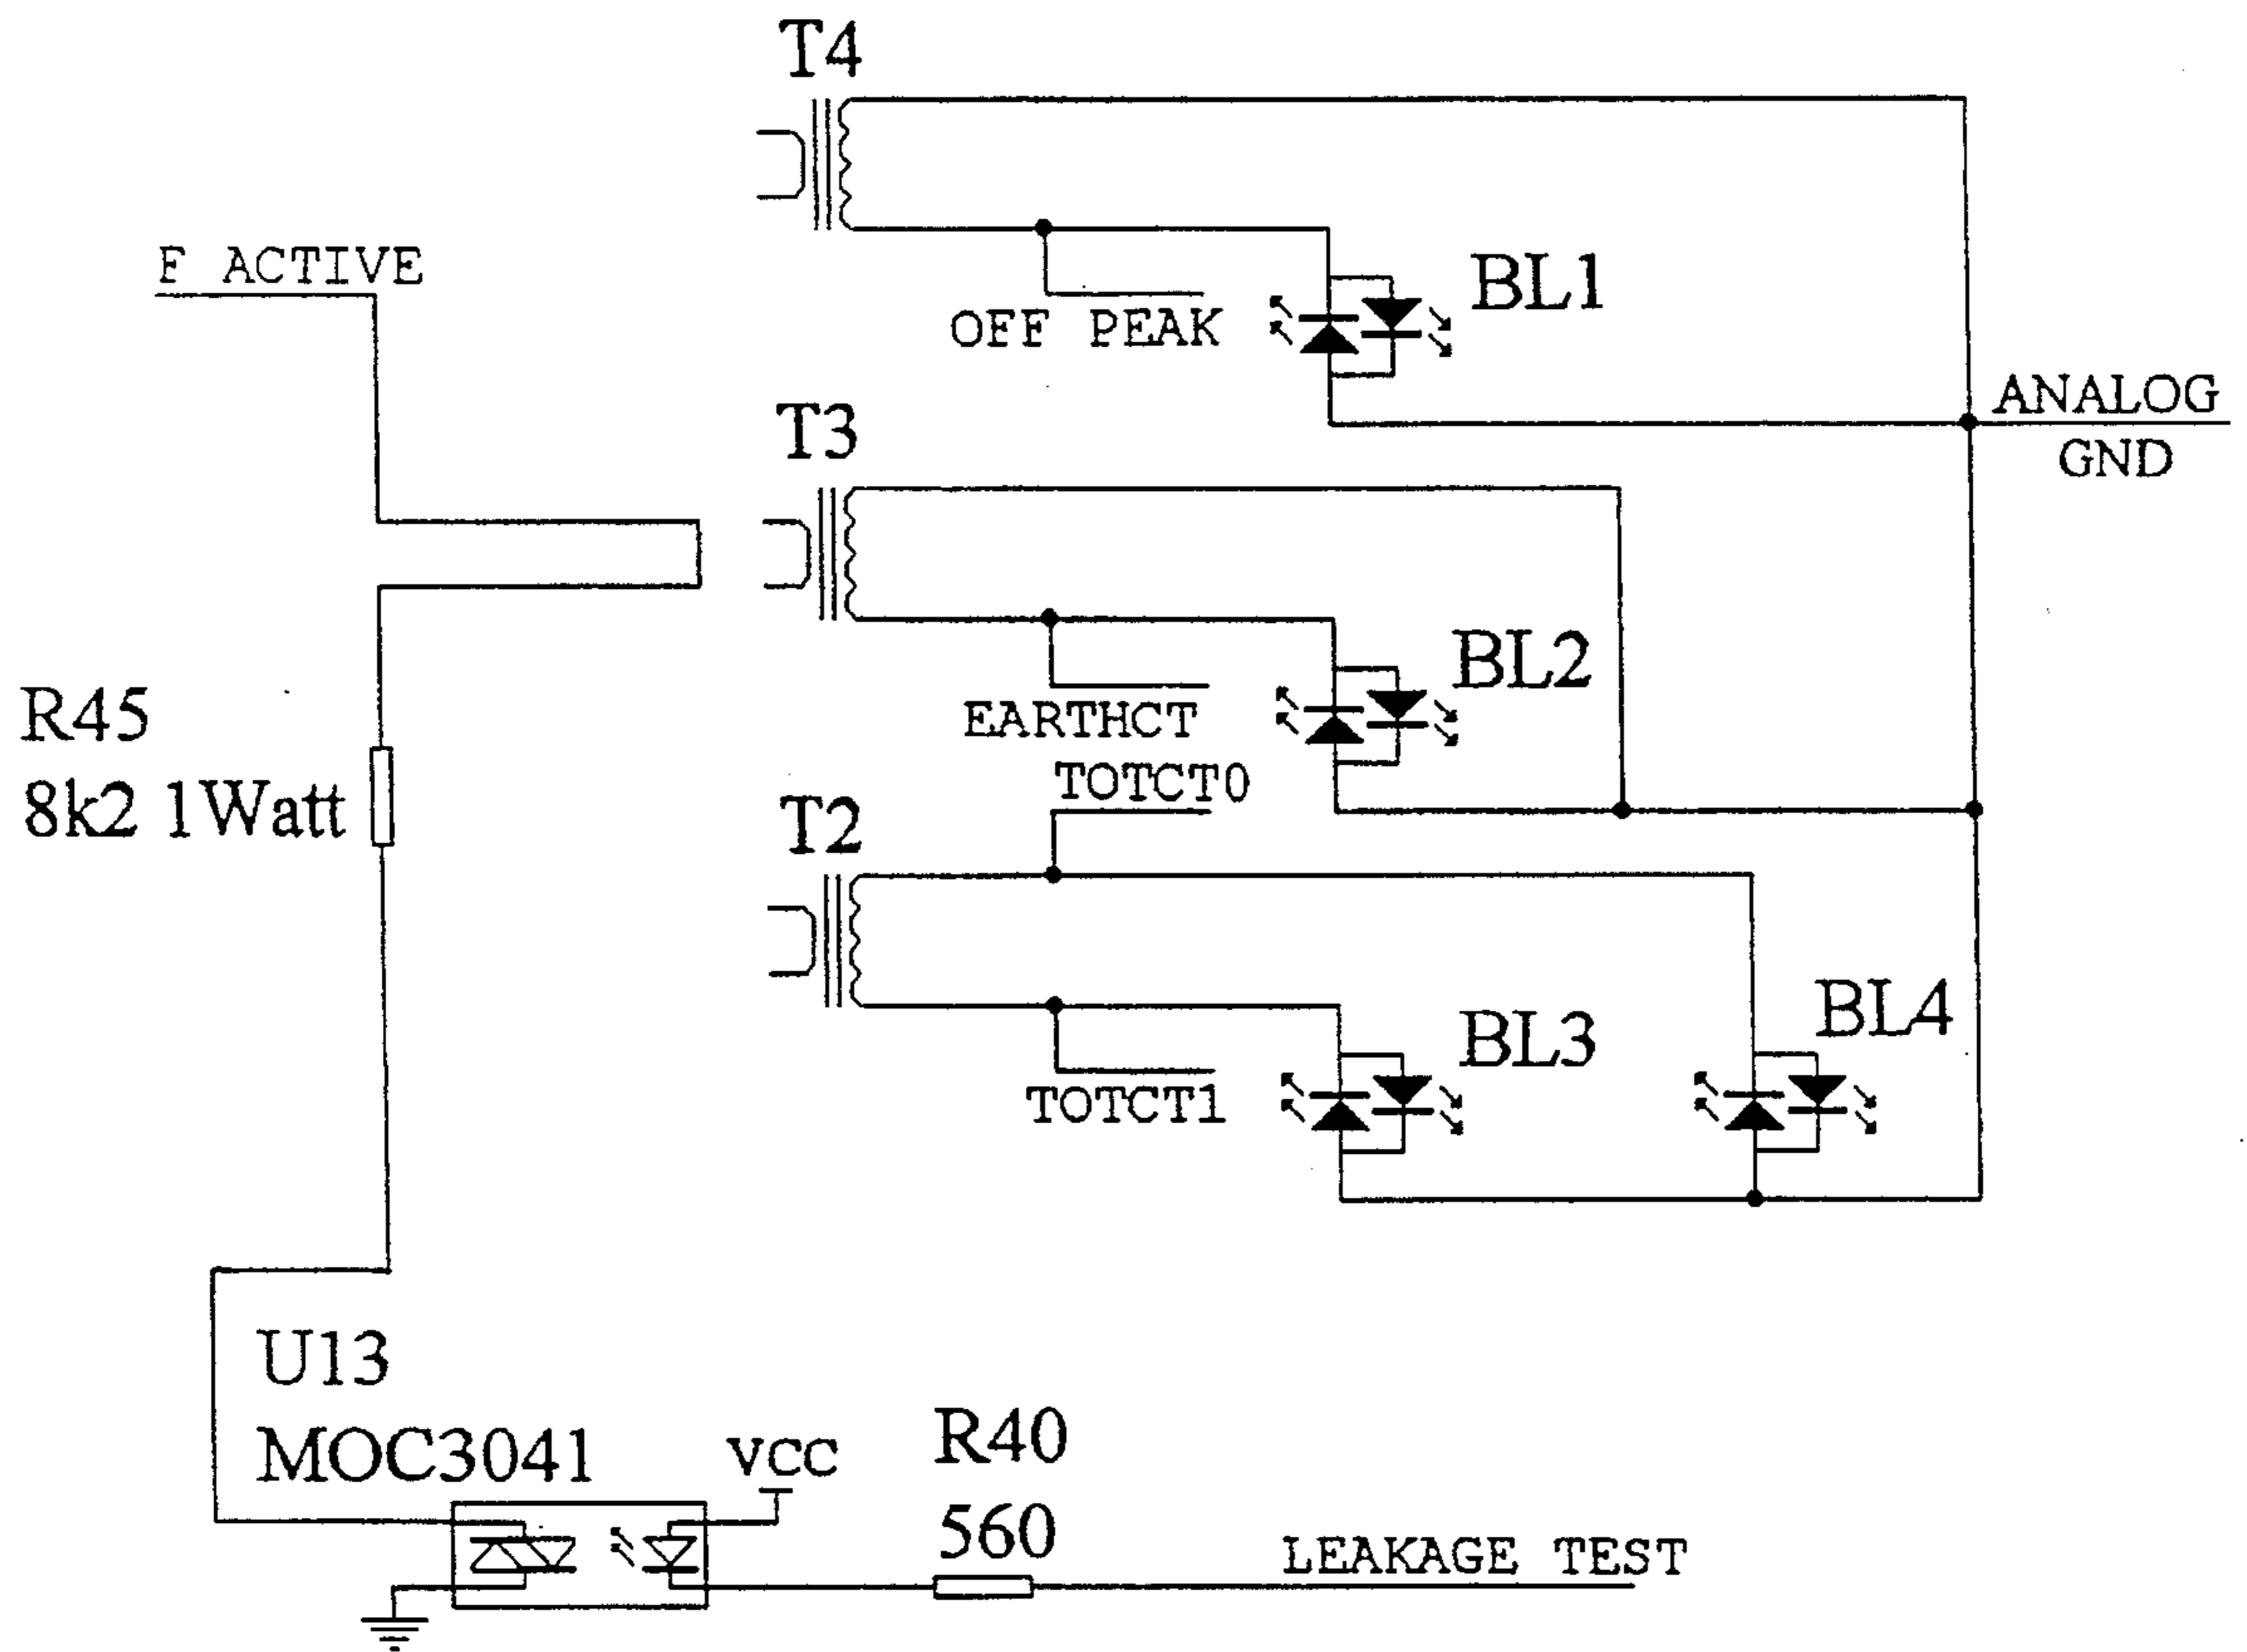 T4
F ACTIVE
BL1
OFF PEAK
ANALOG
GND
T3
BL2
R45
8k2 1Watt
EARTHCT
TOTCT0
T2
BL4
BL3
TOTCT1
U13
MOC3041
VCC
R40
560
LEAKAGE TEST